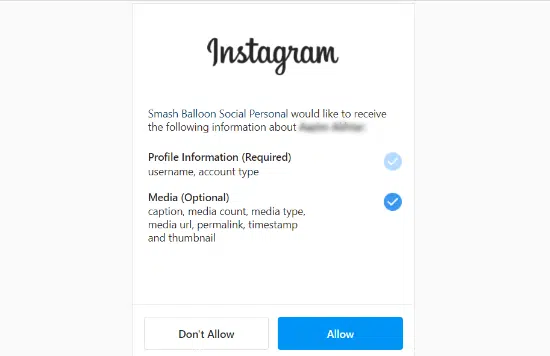 Instagram
Smash Balloon Social Personal would like to receive
the following information about
Profile Information (Required)
username, account type
Media (Optional)
caption, media count, media type,
media url, permalink, timestamp
and thumbnail
Don't Allow
Allow